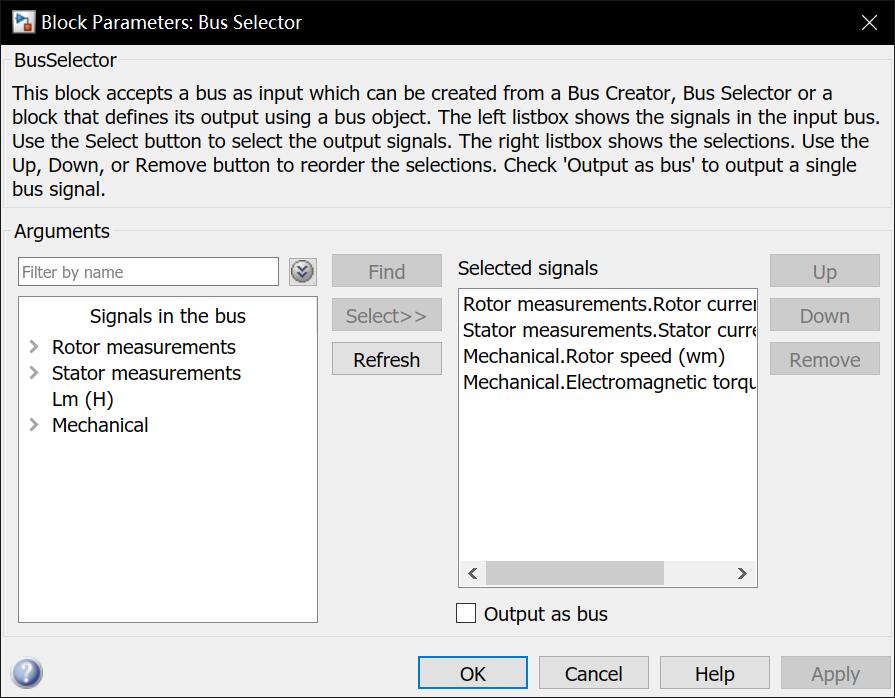 Block Parameters: Bus Selector
BusSelector
This block accepts a bus as input which can be created from a Bus Creator, Bus Selector or a
block that defines its output using a bus object. The left listbox shows the signals in the input bus.
Use the Select button to select the output signals. The right listbox shows the selections. Use the
Up, Down, or Remove button to reorder the selections. Check 'Output as bus' to output a single
bus signal.
Arguments
Filter by name
Find
Selected signals
Up
Signals in the bus
Select>>
Down
Refresh
Remove
Rotor measurements
Stator measurements
Lm (H)
Mechanical
Rotor measurements.Rotor curre
Stator measurements.Stator curre
Mechanical.Rotor speed (wm)
Mechanical.Electromagnetic torqu
Output as bus
?
OK
Cancel
Help
Apply